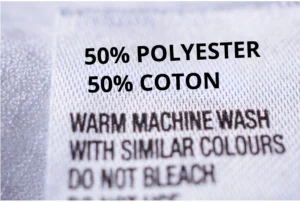 50% POLYESTER
50% COTON
WARM MACHINE WASH
WITH SIMILAR COLOURS
DO NOT BLEACH